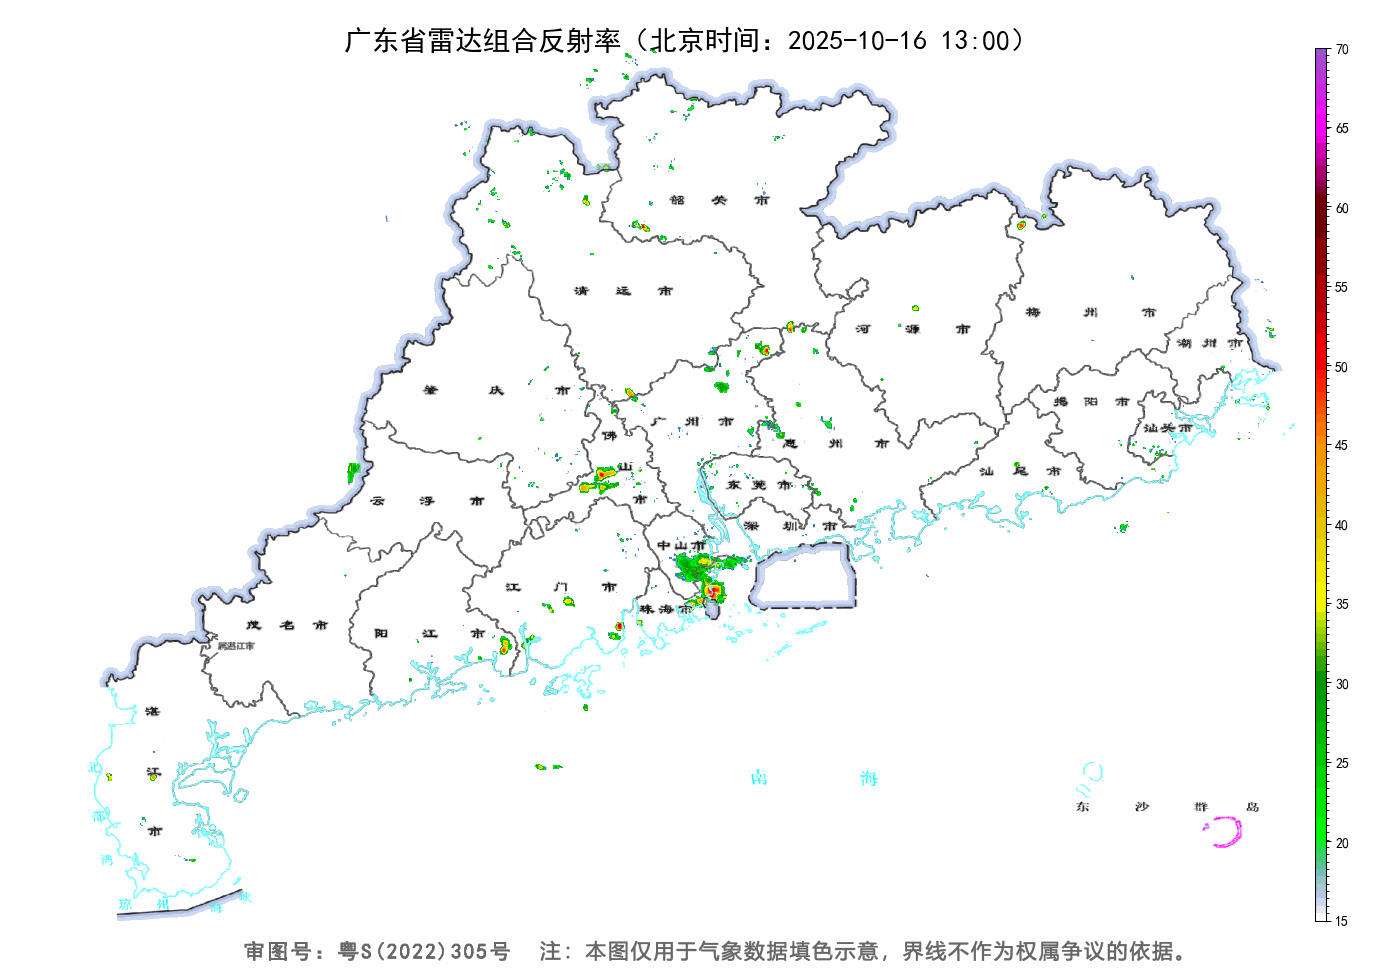 广东省雷达组合反射率（北京时间：2025-10-16 13:00）
70
65
60
55
50
45
40
35
30
25
20
15
韶关市
清远市
河源市
梅州市
潮州市
肇庆市
广州市
惠州市
揭阳市
汕头市
佛山市
东莞市
汕尾市
云浮市
深圳市
中山市
江门市
珠海市
茂名市
阳江市
属湛江市
湛江市
北部湾
南海
东沙群岛
琼州海峡
审图号：粤S(2022)305号 注：本图仅用于气象数据填色示意，界线不作为权属争议的依据。